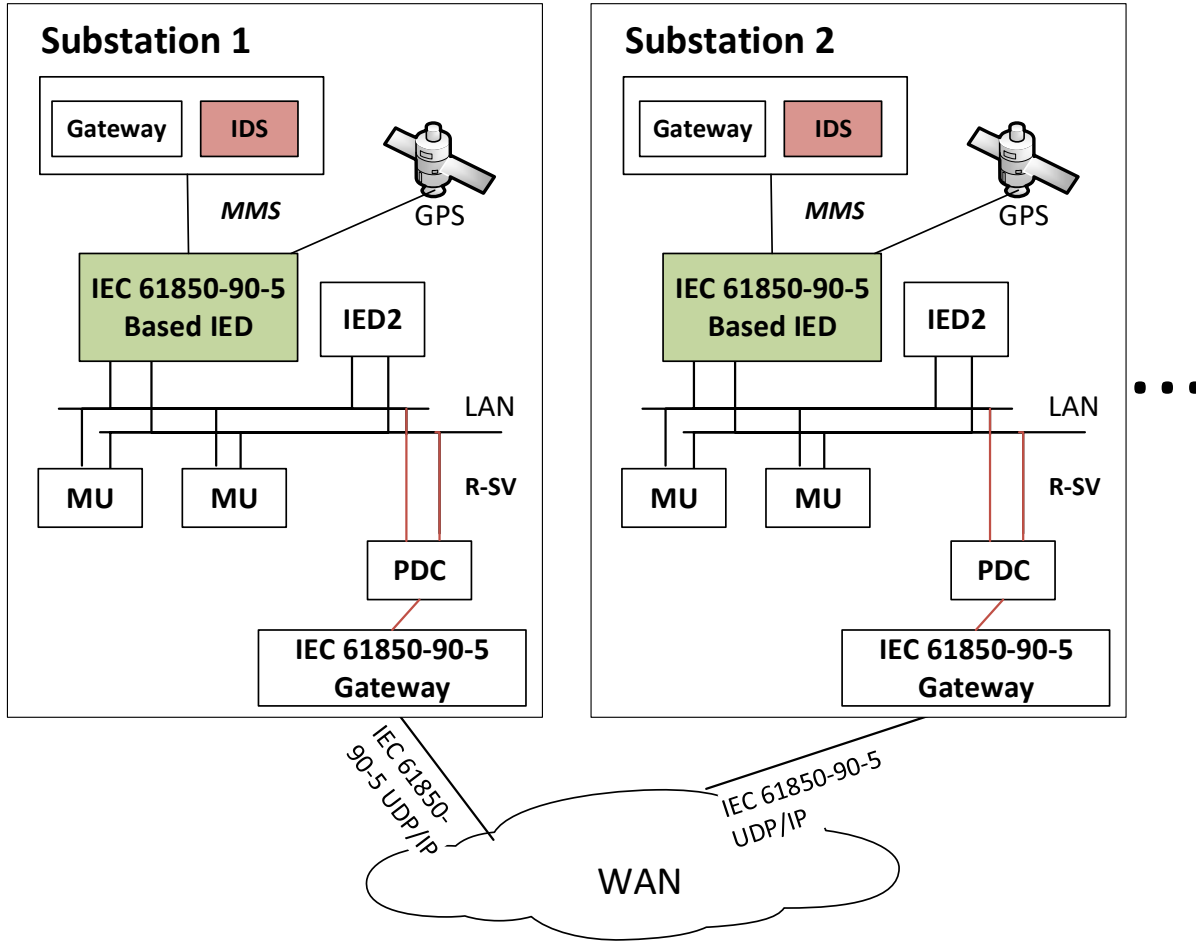 Substation 1
Gateway
IDS
MMS
GPS
IEC 61850-90-5
Based IED
IED2
LAN
MU
MU
R-SV
PDC
IEC 61850-90-5
Gateway
IEC 61850-
90-5 UDP/IP
Substation 2
Gateway
IDS
MMS
GPS
IEC 61850-90-5
Based IED
IED2
LAN
MU
MU
R-SV
PDC
IEC 61850-90-5
Gateway
IEC 61850-90-5
UDP/IP
...
WAN